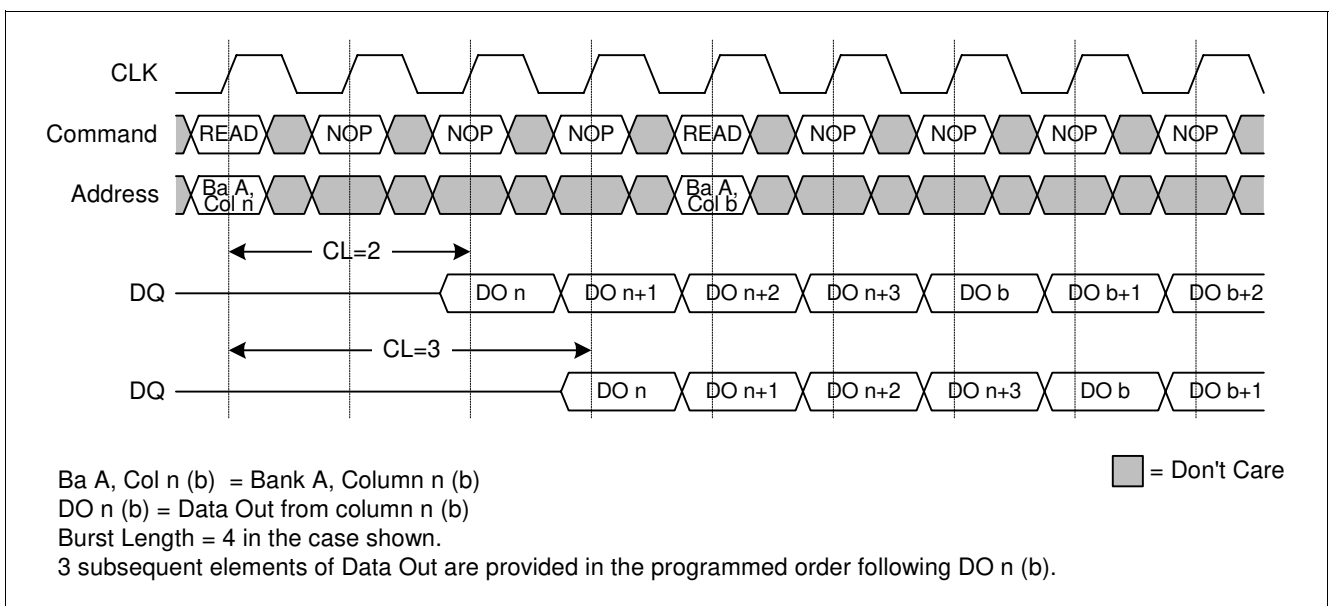 CLK
Command READ NOP NOP NOP READ NOP NOP NOP NOP
Address Ba A, Col n Ba A, Col b
CL=2
DQ DO n DO n+1 DO n+2 DO n+3 DO b DO b+1 DO b+2
CL=3
DQ DO n DO n+1 DO n+2 DO n+3 DO b DO b+1
Ba A, Col n (b) = Bank A, Column n (b)
= Don't Care
DO n (b) = Data Out from column n (b)
Burst Length = 4 in the case shown.
3 subsequent elements of Data Out are provided in the programmed order following DO n (b).